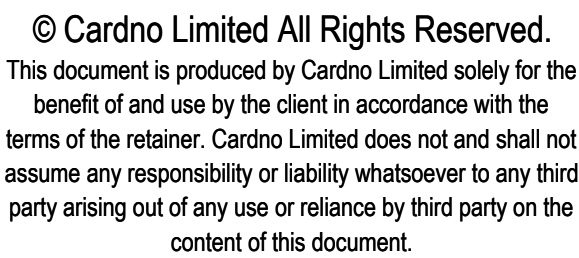 © Cardno Limited All Rights Reserved.
This document is produced by Cardno Limited solely for the
benefit of and use by the client in accordance with the
terms of the retainer. Cardno Limited does not and shall not
assume any responsibility or liability whatsoever to any third
party arising out of any use or reliance by third party on the
content of this document.